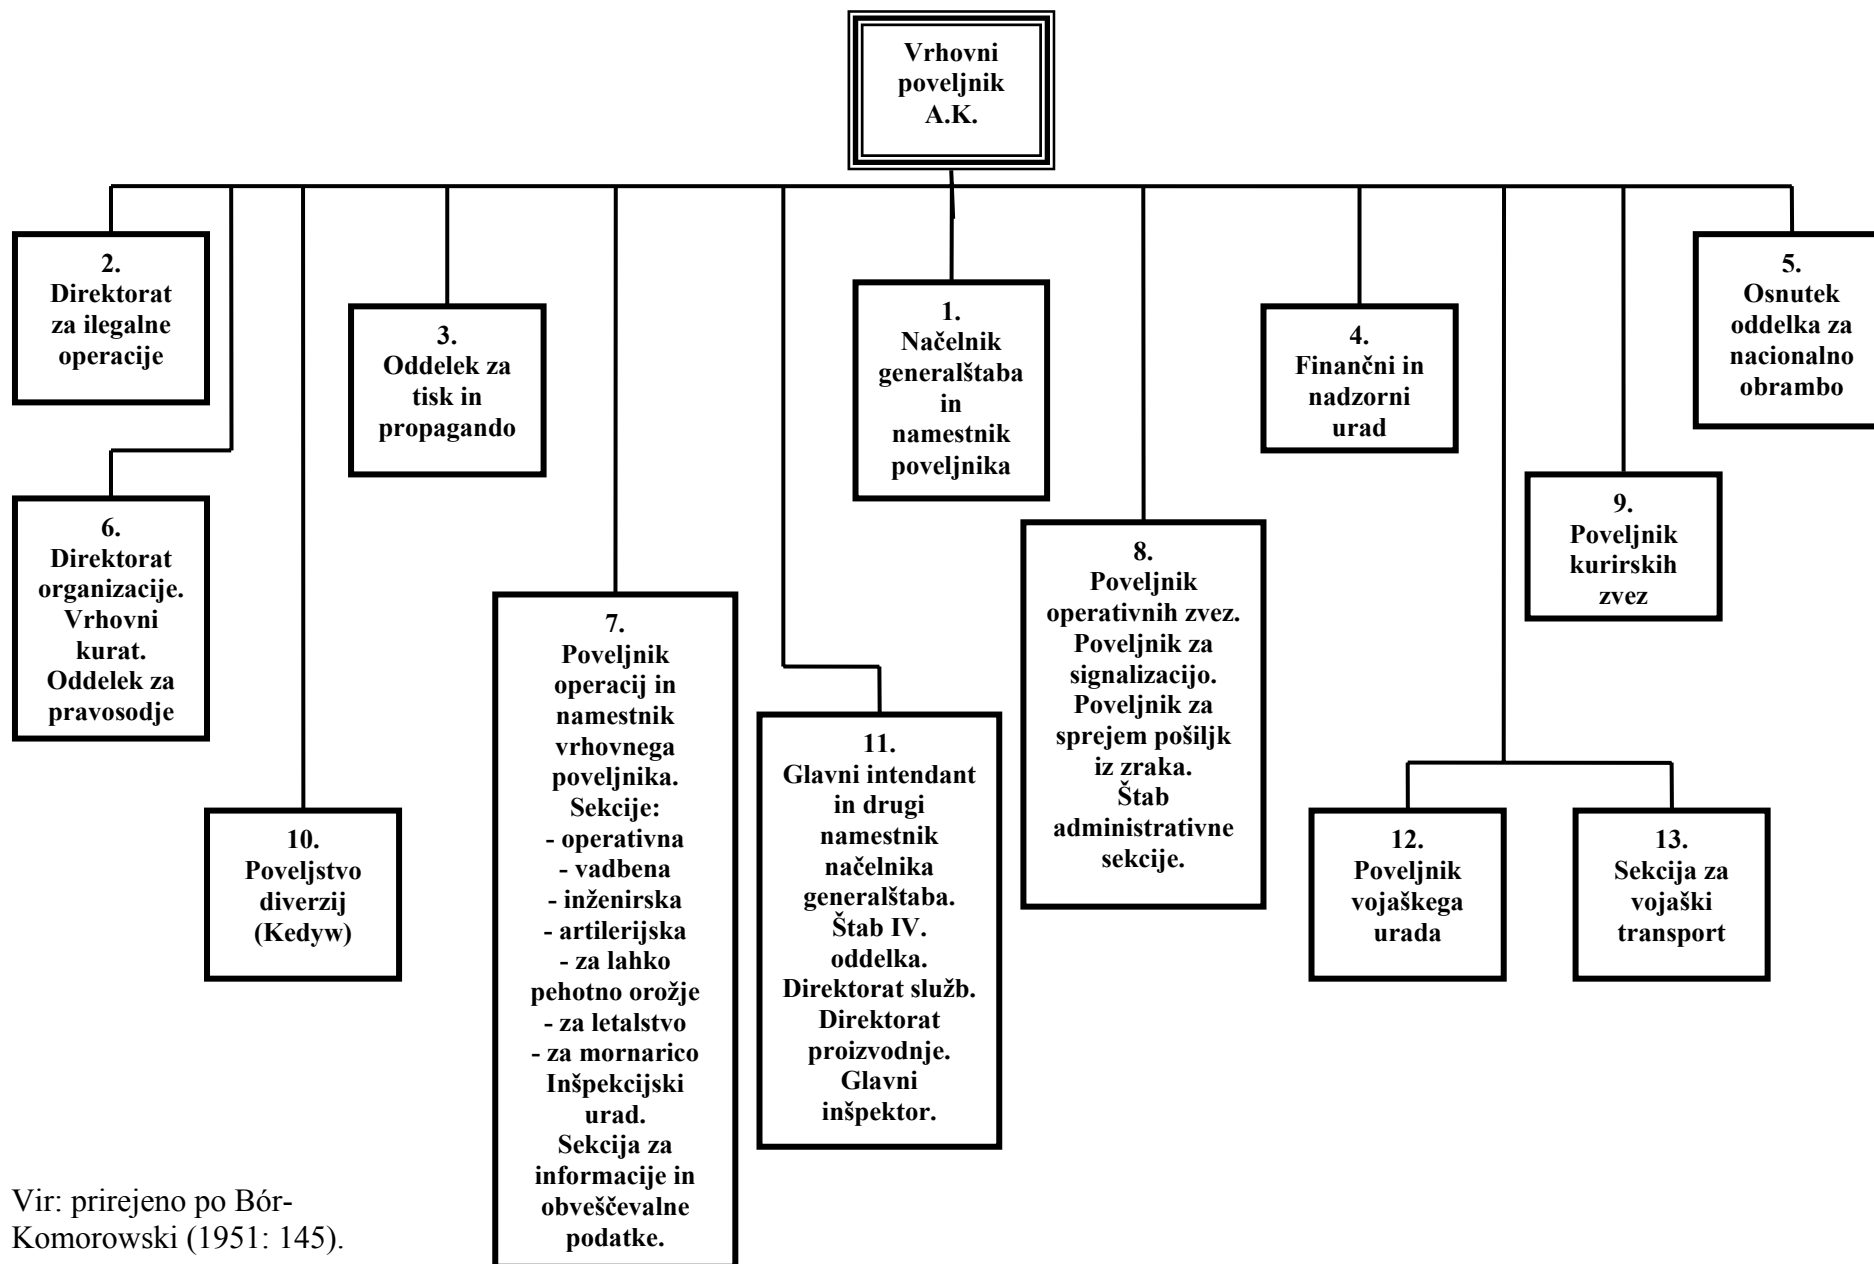 Vrhovni
poveljnik
A.K.
2.
Direktorat
za ilegalne
operacije
3.
Oddelek za
tisk in
propagando
1.
Načelnik
generalštaba
in
namestnik
poveljnika
4.
Finančni in
nadzorni
urad
5.
Osnutek
oddelka za
nacionalno
obrambo
6.
Direktorat
organizacije.
Vrhovni
kurat.
Oddelek za
pravosodje
7.
Poveljnik
operacij in
namestnik
vrhovnega
poveljnika.
Sekcije:
- operativna
- vadbena
- inženirska
- artilerijska
- za lahko
pehotno orožje
- za letalstvo
- za mornarico
Inšpekcijski
urad.
Sekcija za
informacije in
obveščevalne
podatke.
8.
Poveljnik
operativnih zvez.
Poveljnik za
signalizacijo.
Poveljnik za
sprejem pošiljk
iz zraka.
Štab
administrativne
sekcije.
9.
Poveljnik
kurirskih
zvez
10.
Poveljstvo
diverzij
(Kedyw)
11.
Glavni intendant
in drugi
namestnik
načelnika
generalštaba.
Štab IV.
oddelka.
Direktorat služb.
Direktorat
proizvodnje.
Glavni
inšpektor.
12.
Poveljnik
vojaškega
urada
13.
Sekcija za
vojaški
transport
Vir: prirejeno po Bór-
Komorowski (1951: 145).